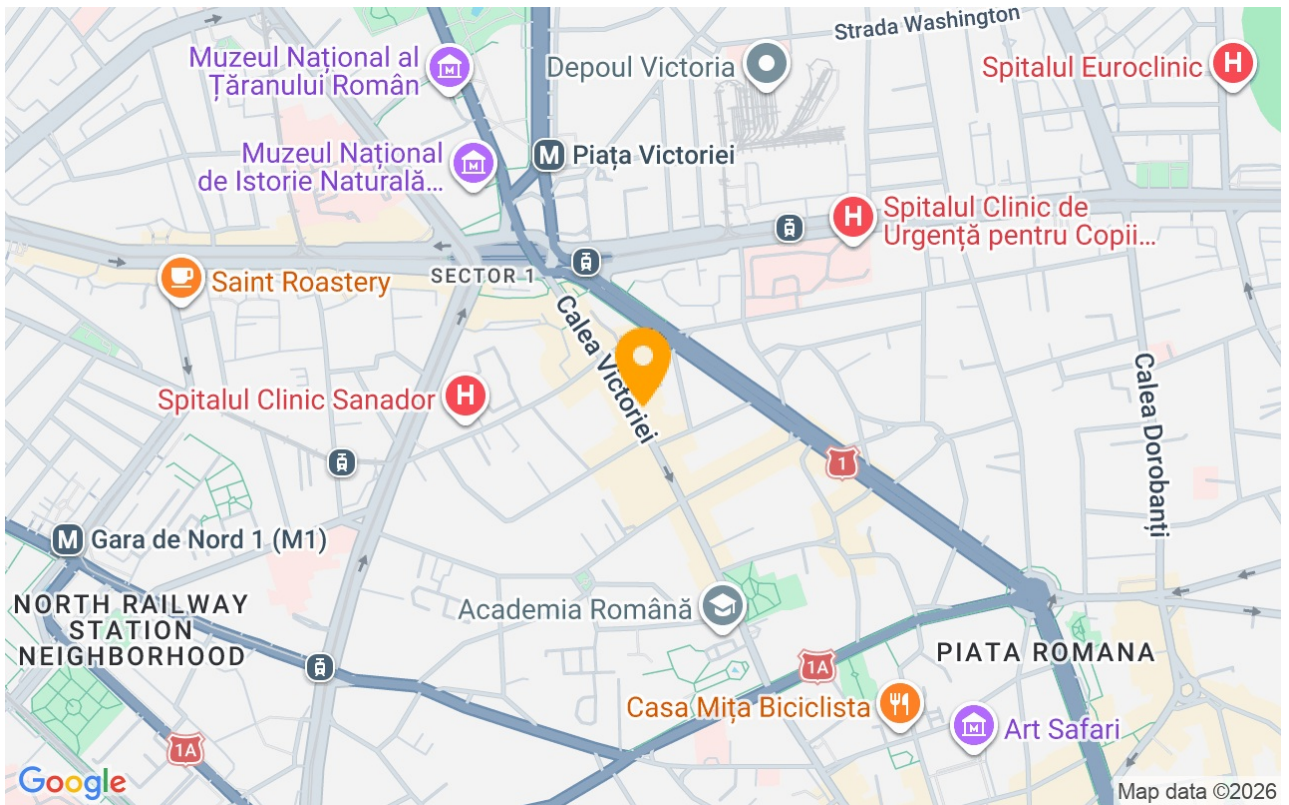 Strada Washington
Muzeul Național al
Țăranului Român
Depoul Victoria
Spitalul Euroclinic
H
M
Piața Victoriei
Muzeul Național
de Istorie Naturală...
H
Spitalul Clinic de
Urgență pentru Copii...
SECTOR 1
Saint Roastery
Calea Victoriei
Spitalul Clinic Sanador
H
Calea Dorobanți
1
M
Gara de Nord 1 (M1)
NORTH RAILWAY
STATION
NEIGHBORHOOD
Academia Română
PIATA ROMANA
1A
Casa Mița Biciclista
Art Safari
1A
Google
Map data ©2026